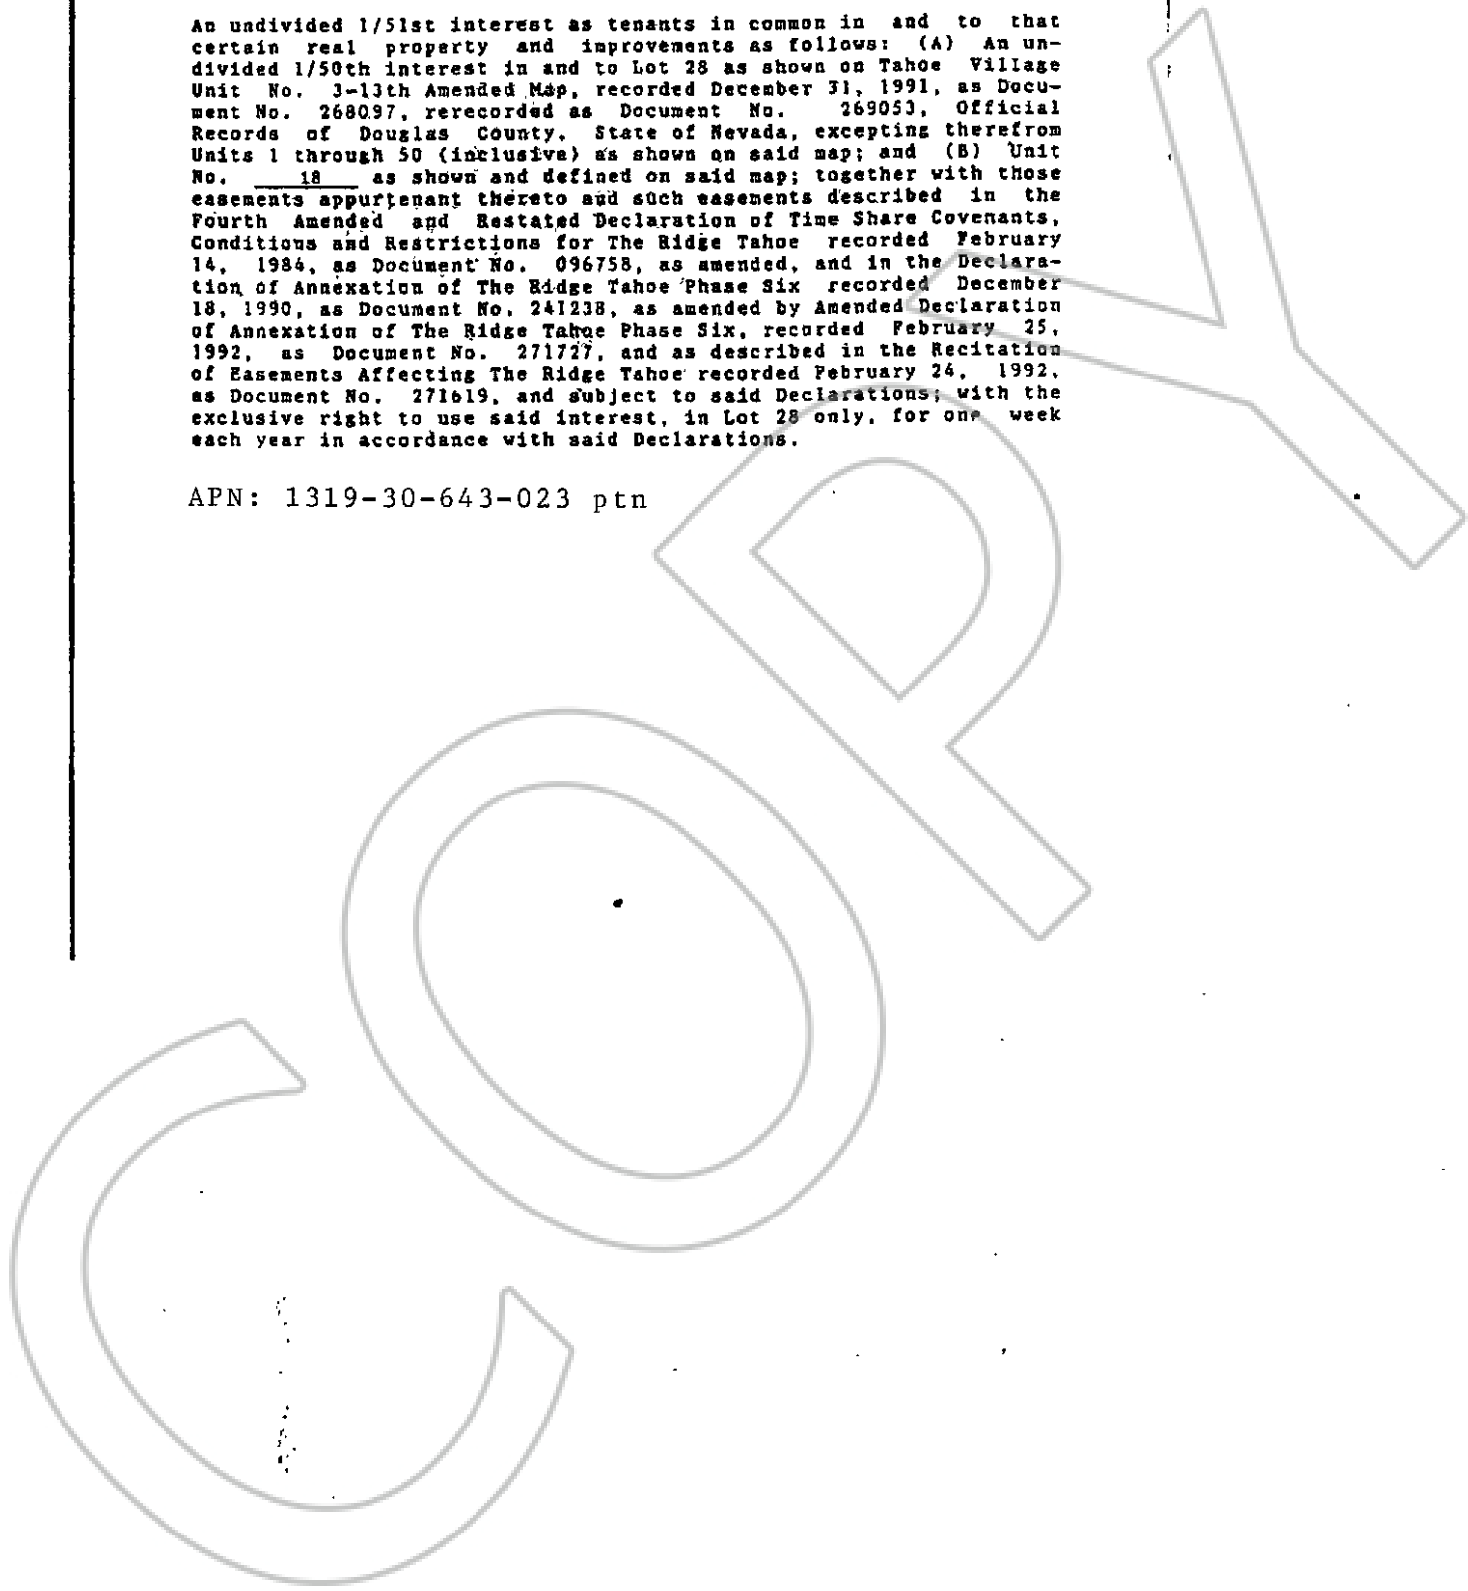 An undivided 1/51st interest as tenants in common in and to that
certain real property and improvements as follows: (A) An un-
divided 1/50th interest in and to Lot 28 as shown on Tahoe Village
Unit No. 3-13th Amended Map, recorded December 31, 1991, as Docu-
ment No. 268097, rerecorded as Document No. 269053, Official
Records of Douglas County, State of Nevada, excepting therefrom
Units 1 through 50 (inclusive) as shown on said map; and (B) Unit
No. 18 as shown and defined on said map; together with those
easements appurtenant thereto and such easements described in the
Fourth Amended and Restated Declaration of Time Share Covenants,
Conditions and Restrictions for The Ridge Tahoe recorded February
14, 1984, as Document No. 096758, as amended, and in the Declara-
tion of Annexation of The Ridge Tahoe Phase Six recorded December
18, 1990, as Document No. 241238, as amended by Amended Declaration
of Annexation of The Ridge Tahoe Phase Six, recorded February 25,
1992, as Document No. 271727, and as described in the Recitation
of Easements Affecting The Ridge Tahoe recorded February 24, 1992,
as Document No. 271619, and subject to said Declarations; with the
exclusive right to use said interest, in Lot 28 only, for one week
each year in accordance with said Declarations.
APN: 1319-30-643-023 ptn
COPY